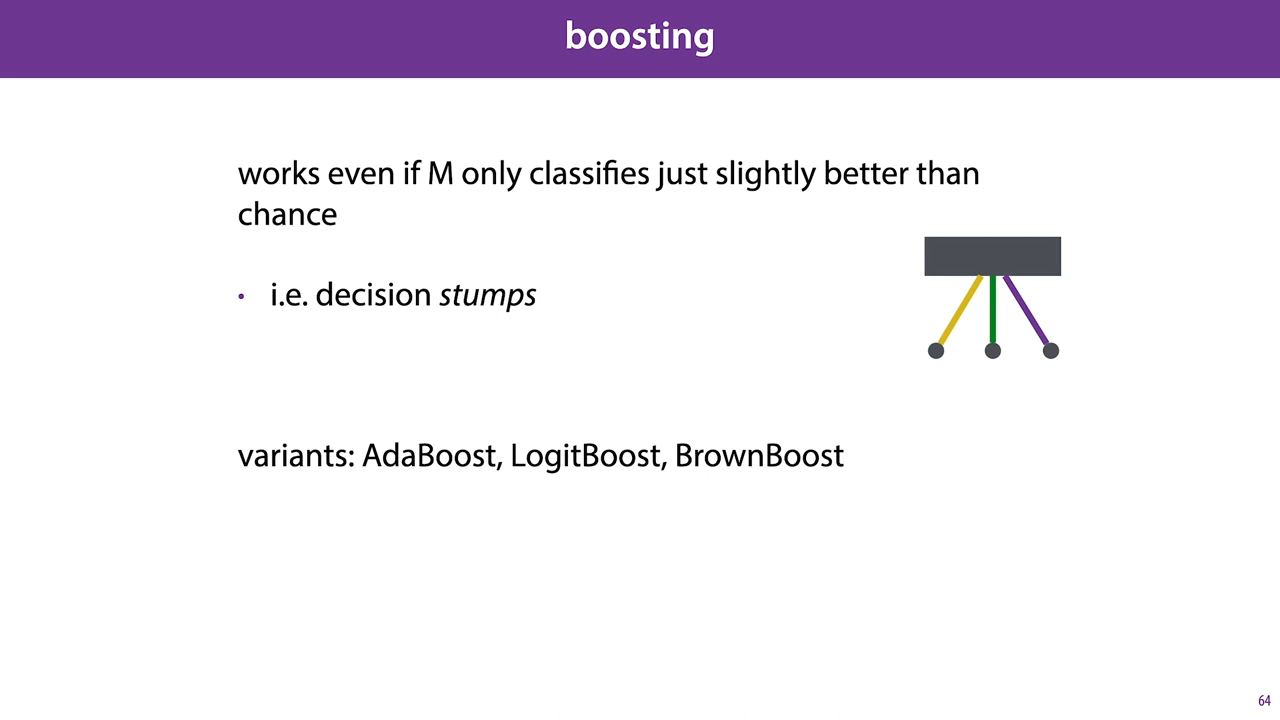 boosting
works even if M only classifies just slightly better than
chance
• i.e. decision stumps
variants: AdaBoost, LogitBoost, BrownBoost
64